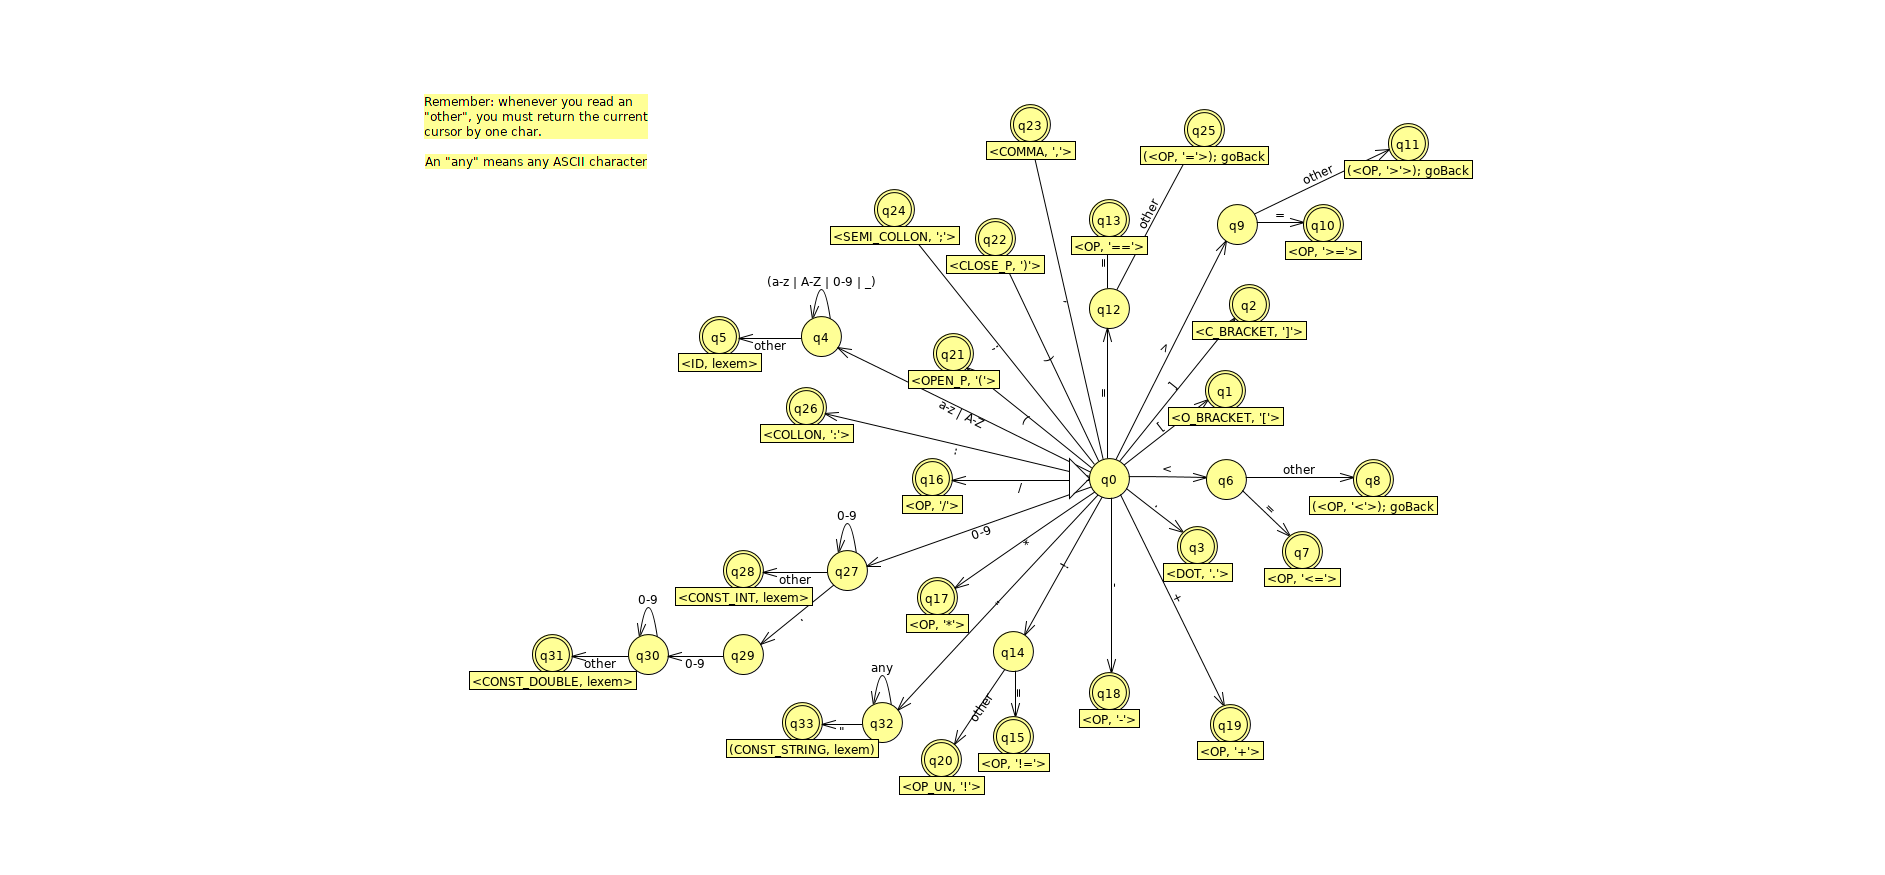 Remember: whenever you read an
"other", you must return the current
cursor by one char.
An "any" means any ASCII character
q23
<COMMA, ','>
q25
(<OP, '='>); goBack
q11
(<OP, '>'>); goBack
other
q24
<SEMI_COLLON, ';'>
q22
<CLOSE_P, ')'>
q13
<OP, '=='>
other
q9
=
q10
<OP, '>='>
=
(a-z | A-Z | 0-9 | _)
q4
q5
other
<ID, lexem>
q12
q2
<C_BRACKET, ']'>
,
;
)
>
q21
<OPEN_P, '('>
=
]
q1
<O_BRACKET, '['>
a-z | A-Z
(
[
q26
<COLLON, ':'>
:
q16
<OP, '/'>
/
q0
<
q6
other
q8
(<OP, '<'>); goBack
=
q7
<OP, '<='>
.
q3
<DOT, '.'>
0-9
q27
0-9
q28
other
<CONST_INT, lexem>
.
*
q17
<OP, '*'>
!
-
+
"
0-9
q31
other
q30
0-9
q29
<CONST_DOUBLE, lexem>
q14
other
=
any
q33
"
q32
(CONST_STRING, lexem)
q20
<OP_UN, '!'>
q15
<OP, '!='>
q18
<OP, '-'>
q19
<OP, '+'>